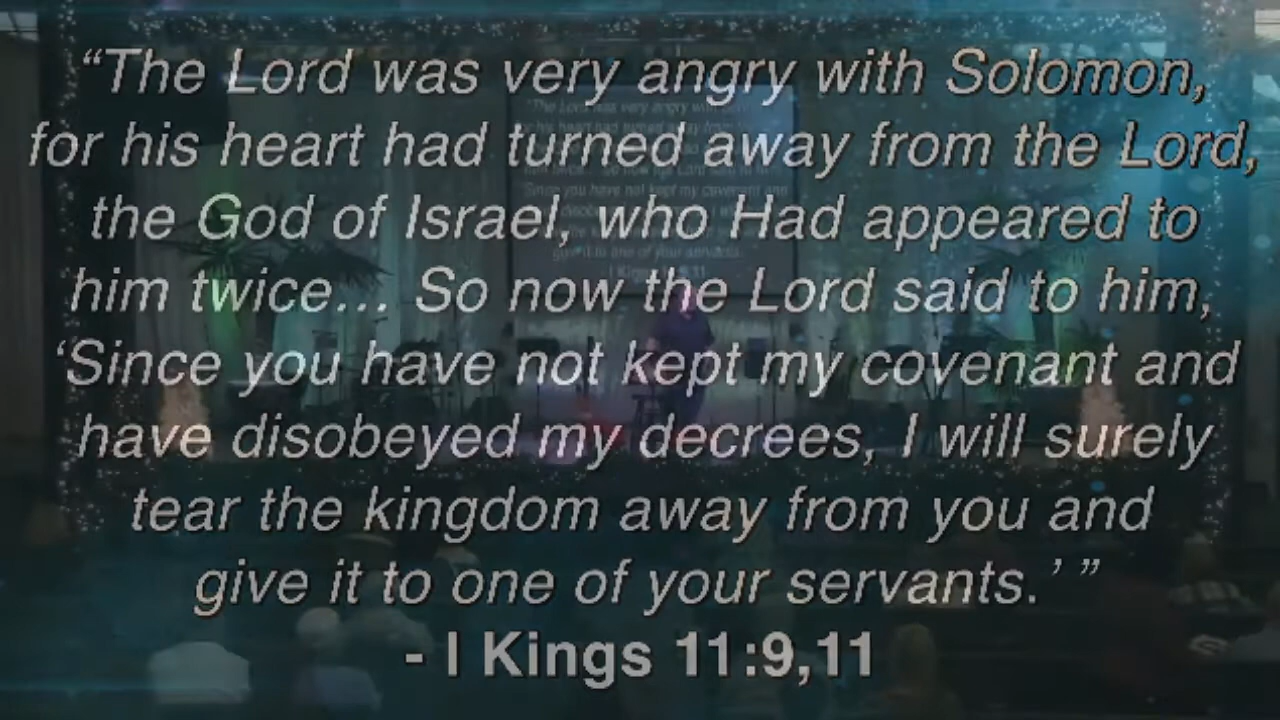 “The Lord was very angry with Solomon,
for his heart had turned away from the Lord,
the God of Israel, who Had appeared to
him twice... So now the Lord said to him,
‘Since you have not kept my covenant and
have disobeyed my decrees, I will surely
tear the kingdom away from you and
give it to one of your servants.’ ”
- I Kings 11:9,11